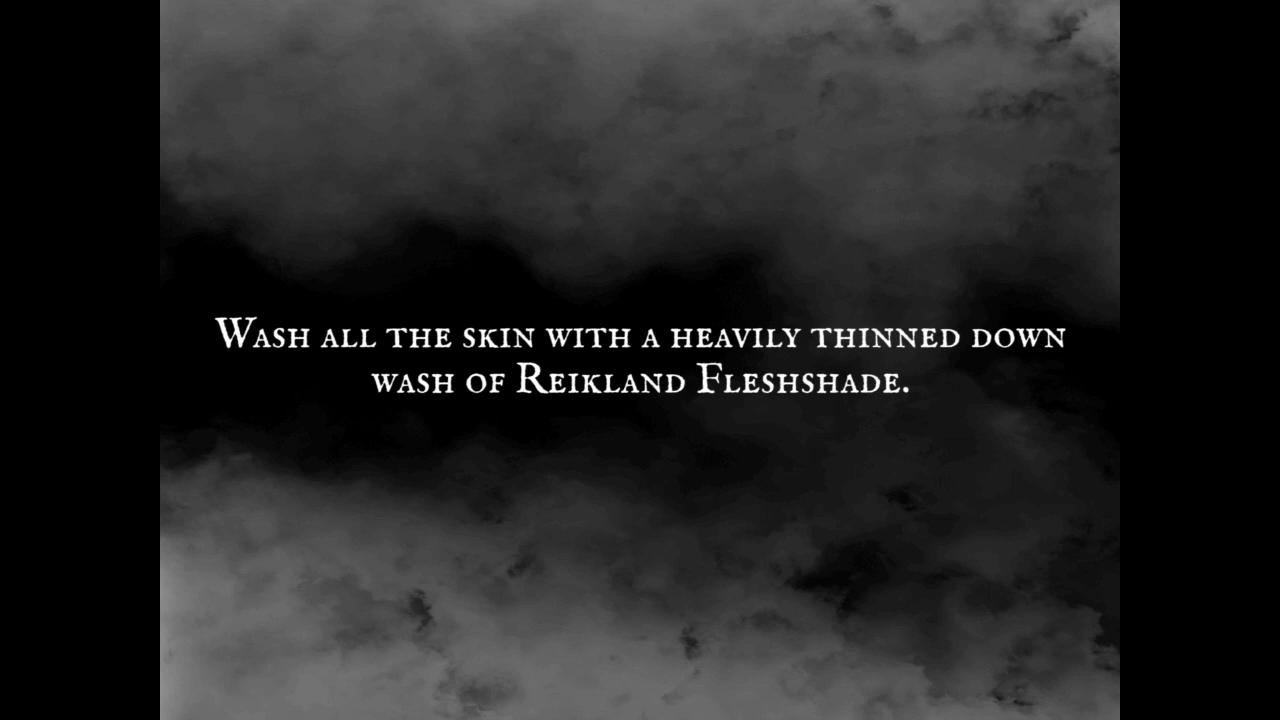 Wash all the skin with a heavily thinned down
wash of Reikland Fleshshade.